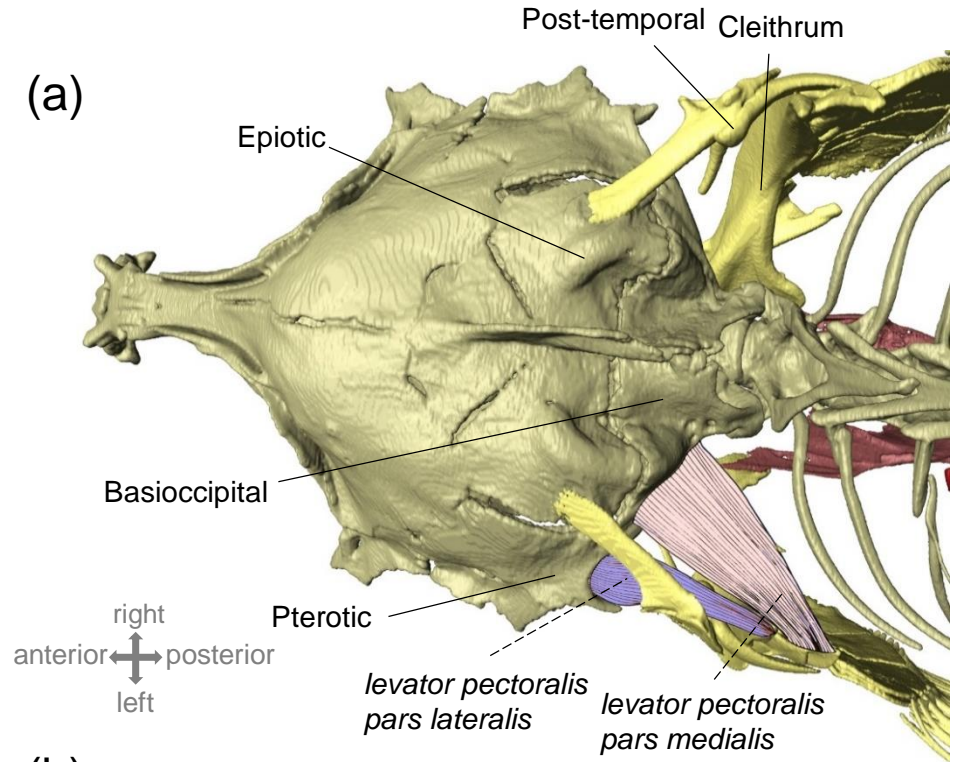 Post-temporal
Cleithrum
(a)
Epiotic
Basioccipital
Pterotic
right
anterior
posterior
left
levator pectoralis
pars lateralis
levator pectoralis
pars medialis